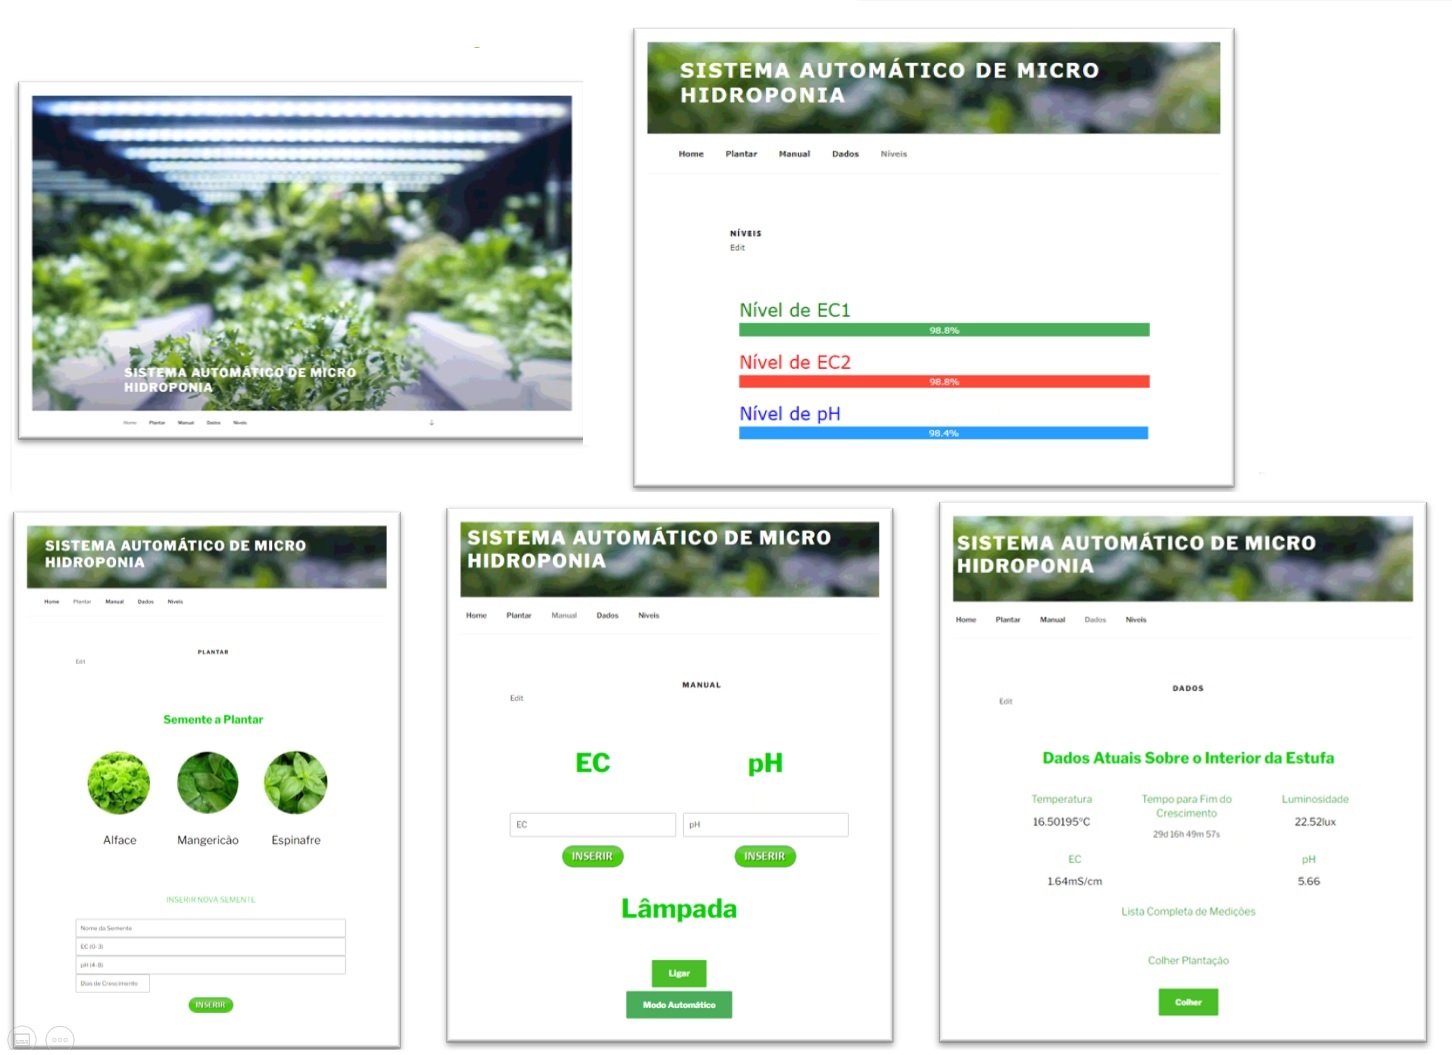 SISTEMA AUTOMÁTICO DE MICRO
HIDROPONIA
Home Plantar Manual Dados Níveis
SISTEMA AUTOMÁTICO DE MICRO
HIDROPONIA
Home Plantar Manual Dados Níveis
NÍVEIS
Edit
Nível de EC1
98.8%
Nível de EC2
98.8%
Nível de pH
98.4%
SISTEMA AUTOMÁTICO DE MICRO
HIDROPONIA
Home Plantar Manual Dados Níveis
PLANTAR
Edit
Semente a Plantar
Alface Mangericão Espinafre
INSERIR NOVA SEMENTE
Nome da Semente
EC (0-3)
pH (4-8)
Dias de Crescimento
INSERIR
SISTEMA AUTOMÁTICO DE MICRO
HIDROPONIA
Home Plantar Manual Dados Níveis
MANUAL
Edit
EC pH
EC pH
INSERIR INSERIR
Lâmpada
Ligar
Modo Automático
SISTEMA AUTOMÁTICO DE MICRO
HIDROPONIA
Home Plantar Manual Dados Níveis
DADOS
Edit
Dados Atuais Sobre o Interior da Estufa
Temperatura Tempo para Fim do Luminosidade
Crescimento
16.50195°C 29d 16h 49m 57s 22.52lux
EC pH
1.64mS/cm 5.66
Lista Completa de Medições
Colher Plantação
Colher